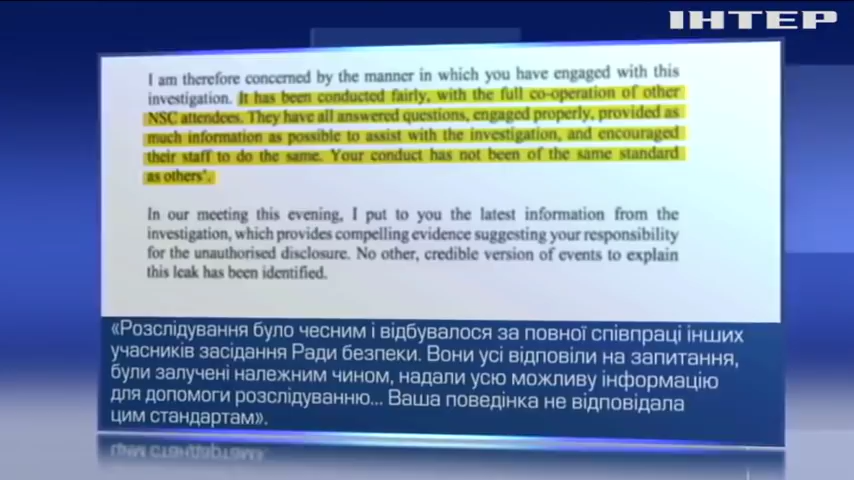 ІНТЕР
I am therefore concerned by the manner in which you have engaged with this
investigation. It has been conducted fairly, with the full co-operation of other
NSC attendees. They have all answered questions, engaged properly, provided as
much information as possible to assist with the investigation, and encouraged
their staff to do the same. Your conduct has not been of the same standard
as others'.
In our meeting this evening, I put to you the latest information from the
investigation, which provides compelling evidence suggesting your responsibility
for the unauthorised disclosure. No other, credible version of events to explain
this leak has been identified.
«Розслідування було чесним і відбувалося за повної співпраці інших
учасників засідання Ради безпеки. Вони усі відповіли на запитання,
були залучені належним чином, надали усю можливу інформацію
для допомоги розслідуванню... Ваша поведінка не відповідала
цим стандартам».